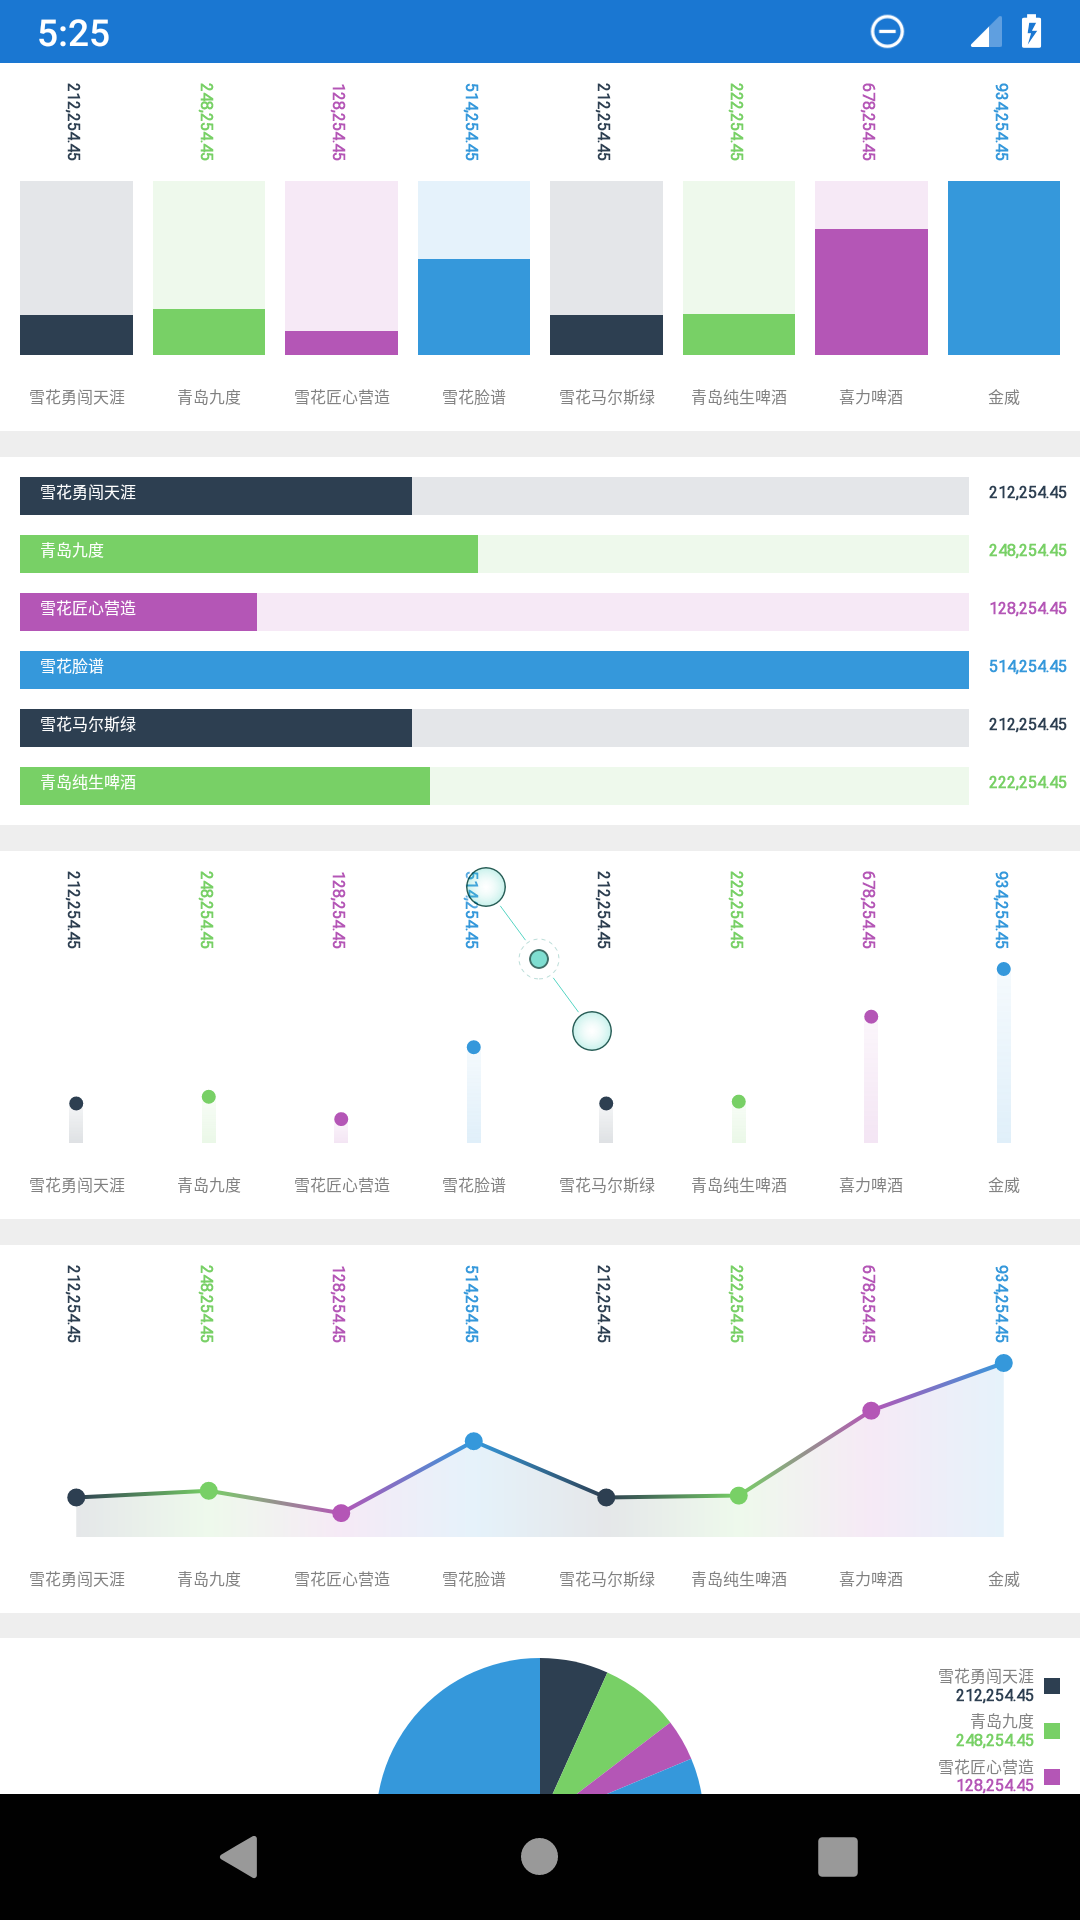 5:25
212,254.45 248,254.45 128,254.45 514,254.45 212,254.45 222,254.45 678,254.45 934,254.45
雪花勇闯天涯 青岛九度 雪花匠心营造 雪花脸谱 雪花马尔斯绿 青岛纯生啤酒 喜力啤酒 金威
雪花勇闯天涯 212,254.45
青岛九度 248,254.45
雪花匠心营造 128,254.45
雪花脸谱 514,254.45
雪花马尔斯绿 212,254.45
青岛纯生啤酒 222,254.45
212,254.45 248,254.45 128,254.45 514,254.45 212,254.45 222,254.45 678,254.45 934,254.45
雪花勇闯天涯 青岛九度 雪花匠心营造 雪花脸谱 雪花马尔斯绿 青岛纯生啤酒 喜力啤酒 金威
212,254.45 248,254.45 128,254.45 514,254.45 212,254.45 222,254.45 678,254.45 934,254.45
雪花勇闯天涯 青岛九度 雪花匠心营造 雪花脸谱 雪花马尔斯绿 青岛纯生啤酒 喜力啤酒 金威
雪花勇闯天涯
212,254.45
青岛九度
248,254.45
雪花匠心营造
128,254.45